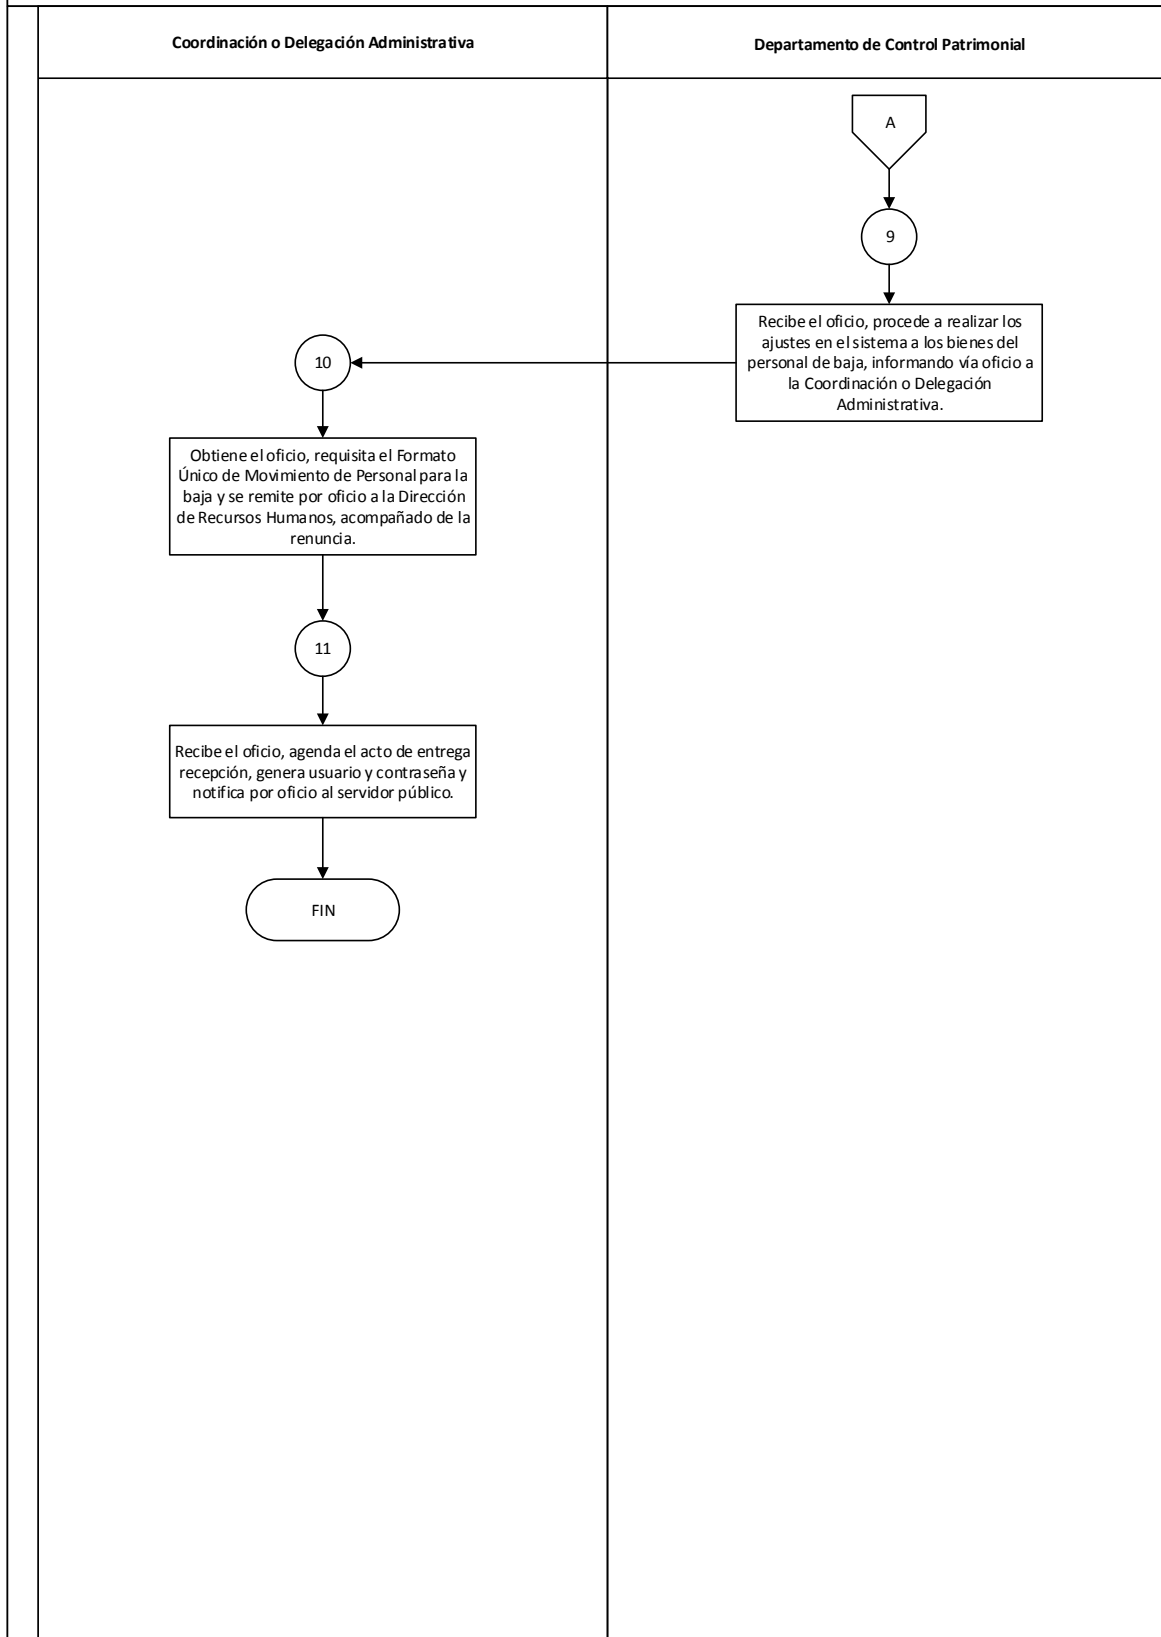 Coordinación o Delegación Administrativa
Departamento de Control Patrimonial
A
9
Recibe el oficio, procede a realizar los
ajustes en el sistema a los bienes del
personal de baja, informando vía oficio a
la Coordinación o Delegación
Administrativa.
10
Obtiene el oficio, requisita el Formato
Único de Movimiento de Personal para la
baja y se remite por oficio a la Dirección
de Recursos Humanos, acompañado de la
renuncia.
11
Recibe el oficio, agenda el acto de entrega
recepción, genera usuario y contraseña y
notifica por oficio al servidor público.
FIN